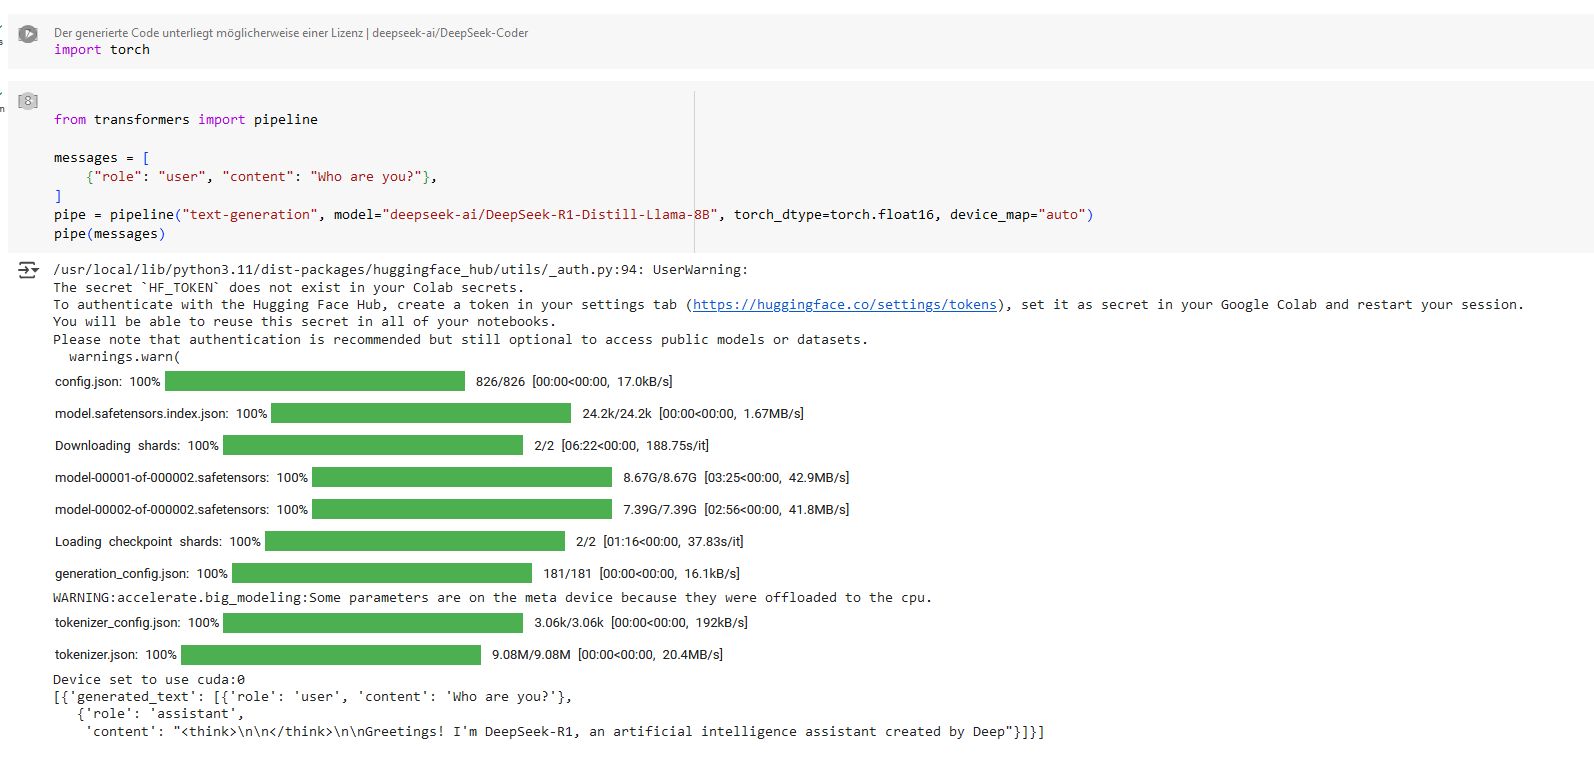 s
Der generierte Code unterliegt möglicherweise einer Lizenz | deepseek-ai/DeepSeek-Coder
import torch
m
[8]
from transformers import pipeline
messages = [
    {"role": "user", "content": "Who are you?"},
]
pipe = pipeline("text-generation", model="deepseek-ai/DeepSeek-R1-Distill-Llama-8B", torch_dtype=torch.float16, device_map="auto")
pipe(messages)
/usr/local/lib/python3.11/dist-packages/huggingface_hub/utils/_auth.py:94: UserWarning:
The secret `HF_TOKEN` does not exist in your Colab secrets.
To authenticate with the Hugging Face Hub, create a token in your settings tab (https://huggingface.co/settings/tokens), set it as secret in your Google Colab and restart your session.
You will be able to reuse this secret in all of your notebooks.
Please note that authentication is recommended but still optional to access public models or datasets.
  warnings.warn(
config.json: 100% 826/826 [00:00<00:00, 17.0kB/s]
model.safetensors.index.json: 100% 24.2k/24.2k [00:00<00:00, 1.67MB/s]
Downloading shards: 100% 2/2 [06:22<00:00, 188.75s/it]
model-00001-of-000002.safetensors: 100% 8.67G/8.67G [03:25<00:00, 42.9MB/s]
model-00002-of-000002.safetensors: 100% 7.39G/7.39G [02:56<00:00, 41.8MB/s]
Loading checkpoint shards: 100% 2/2 [01:16<00:00, 37.83s/it]
generation_config.json: 100% 181/181 [00:00<00:00, 16.1kB/s]
WARNING:accelerate.big_modeling:Some parameters are on the meta device because they were offloaded to the cpu.
tokenizer_config.json: 100% 3.06k/3.06k [00:00<00:00, 192kB/s]
tokenizer.json: 100% 9.08M/9.08M [00:00<00:00, 20.4MB/s]
Device set to use cuda:0
[{'generated_text': [{'role': 'user', 'content': 'Who are you?'},
   {'role': 'assistant',
    'content': "<think>\n\n</think>\n\nGreetings! I'm DeepSeek-R1, an artificial intelligence assistant created by Deep"}]}]